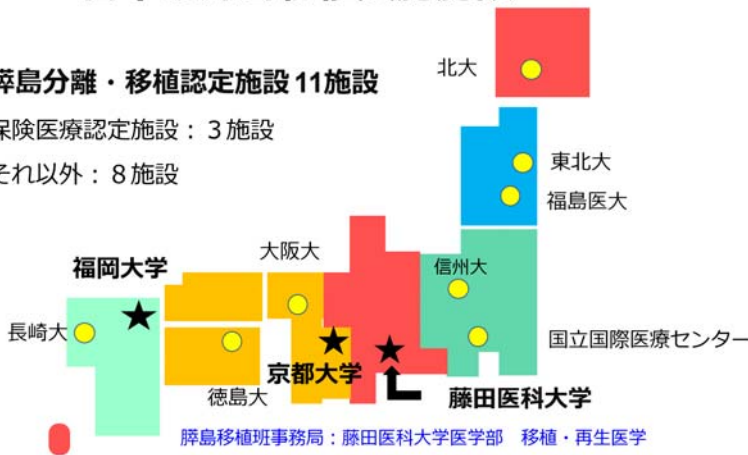 膵島分離・移植認定施設 11施設
保険医療認定施設：３施設
それ以外：８施設
北大
東北大
福島医大
大阪大
信州大
福岡大学
長崎大
国立国際医療センター
京都大学
徳島大
藤田医科大学
膵島移植班事務局：藤田医科大学医学部　移植・再生医学